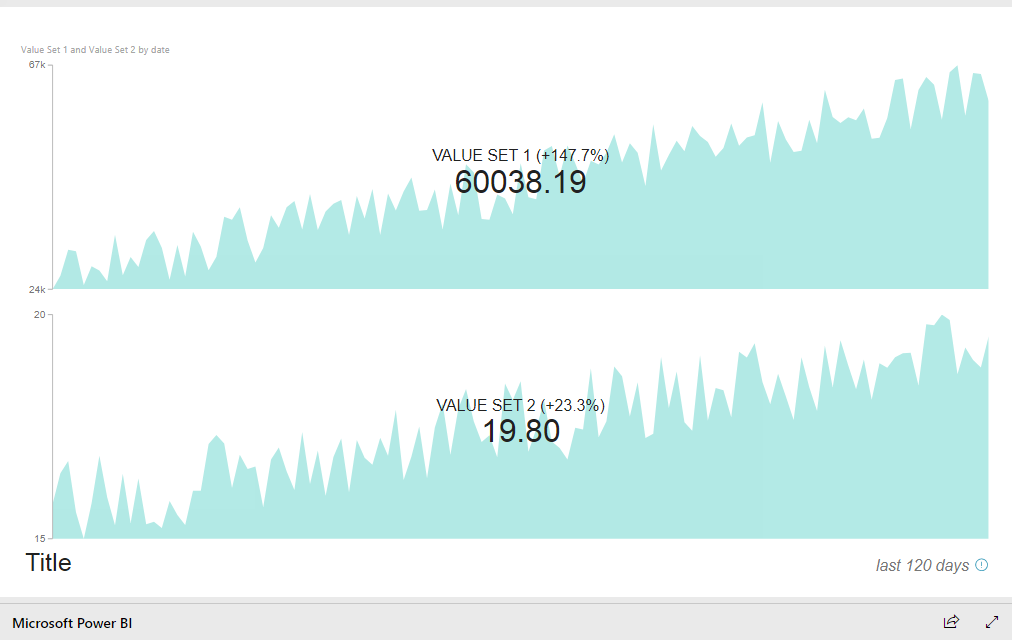 Value Set 1 and Value Set 2 by date
67k
VALUE SET 1 (+147.7%)
60038.19
24k
20
VALUE SET 2 (+23.3%)
19.80
15
Title
last 120 days
Microsoft Power BI